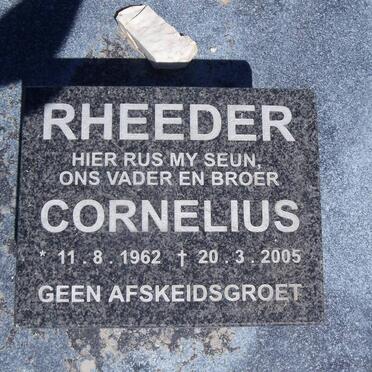 RHEEDER
HIER RUS MY SEUN,
ONS VADER EN BROER
CORNELIUS
* 11 . 8 . 1962 † 20 . 3 . 2005
GEEN AFSKEIDSGROET